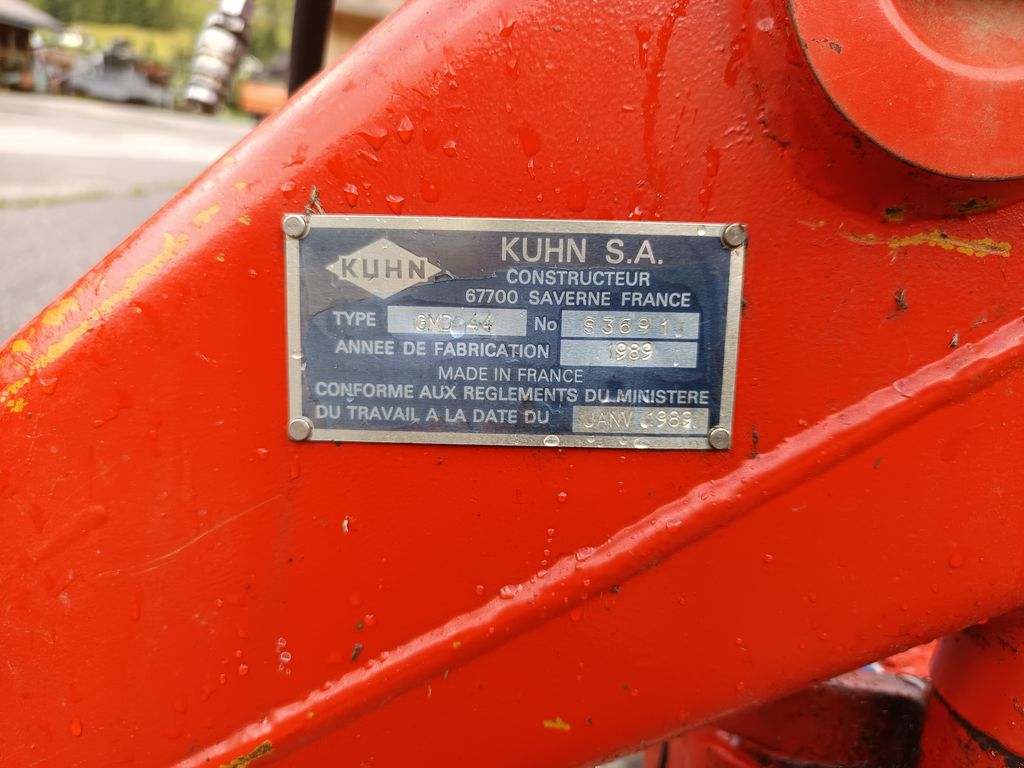 KUHN
KUHN S.A.
CONSTRUCTEUR
67700 SAVERNE FRANCE
TYPE GMD 44 No
ANNEE DE FABRICATION 1989
MADE IN FRANCE
CONFORME AUX REGLEMENTS DU MINISTERE
DU TRAVAIL A LA DATE DU JANV 1989